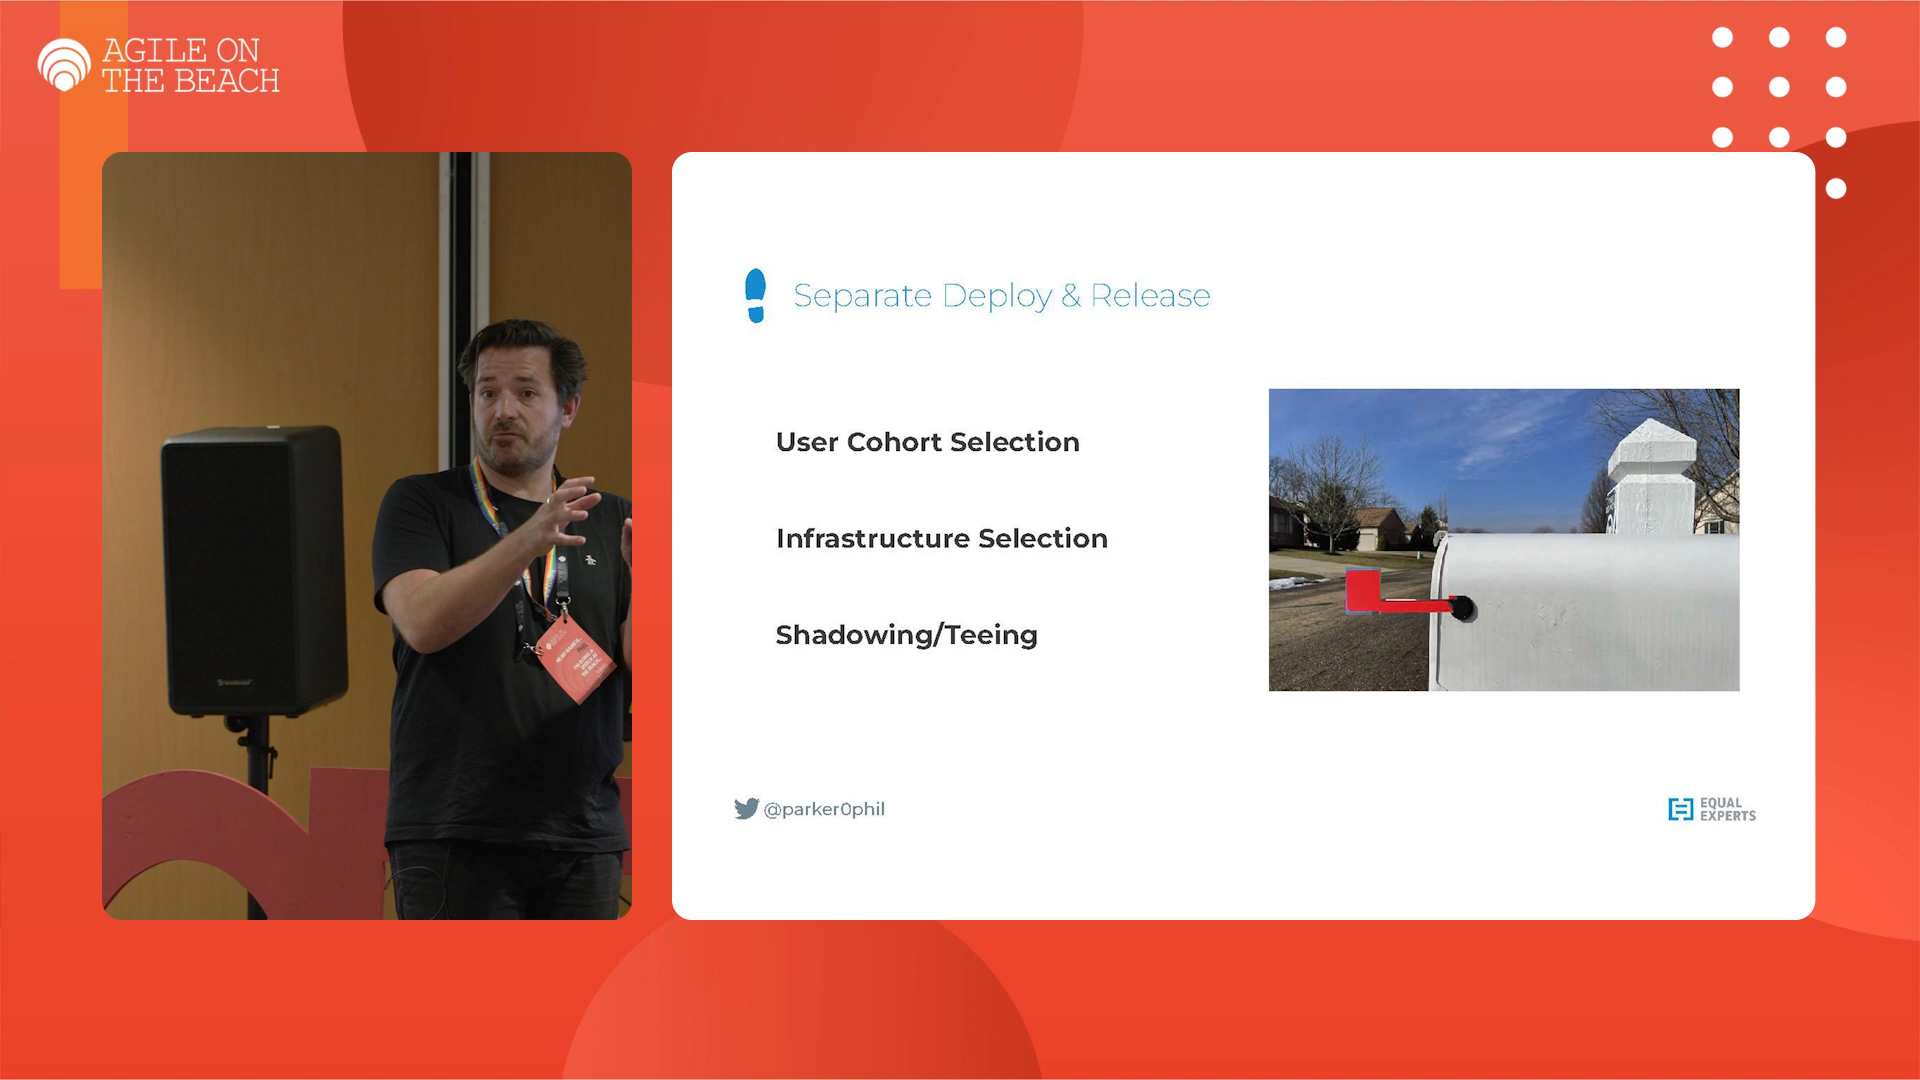 AGILE ON
THE BEACH
Separate Deploy & Release
User Cohort Selection
Infrastructure Selection
Shadowing/Teeing
@parker0phil
EQUAL
EXPERTS